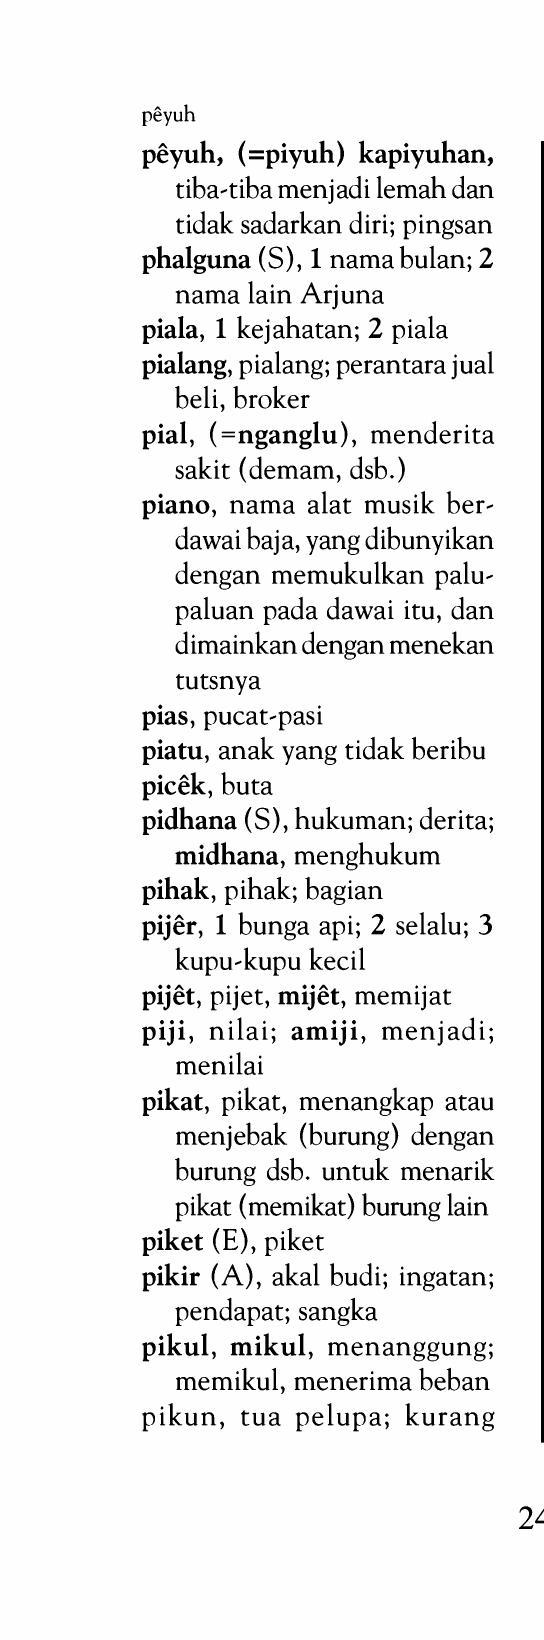 pêyuh
pêyuh, (=piyuh) kapiyuhan,
tiba-tiba menjadi lemah dan
tidak sadarkan diri; pingsan
phalguna (S), 1 nama bulan; 2
nama lain Arjuna
piala, 1 kejahatan; 2 piala
pialang, pialang; perantara jual
beli, broker
pial, (=nganglu), menderita
sakit (demam, dsb.)
piano, nama alat musik ber-
dawai baja, yang dibunyikan
dengan memukulkan palu-
paluan pada dawai itu, dan
dimainkan dengan menekan
tutsnya
pias, pucat-pasi
piatu, anak yang tidak beribu
picêk, buta
pidhana (S), hukuman; derita;
midhana, menghukum
pihak, pihak; bagian
pijêr, 1 bunga api; 2 selalu; 3
kupu-kupu kecil
pijêt, pijet, mijêt, memijat
piji, nilai; amiji, menjadi;
menilai
pikat, pikat, menangkap atau
menjebak (burung) dengan
burung dsb. untuk menarik
pikat (memikat) burung lain
piket (E), piket
pikir (A), akal budi; ingatan;
pendapat; sangka
pikul, mikul, menanggung;
memikul, menerima beban
pikun, tua pelupa; kurang